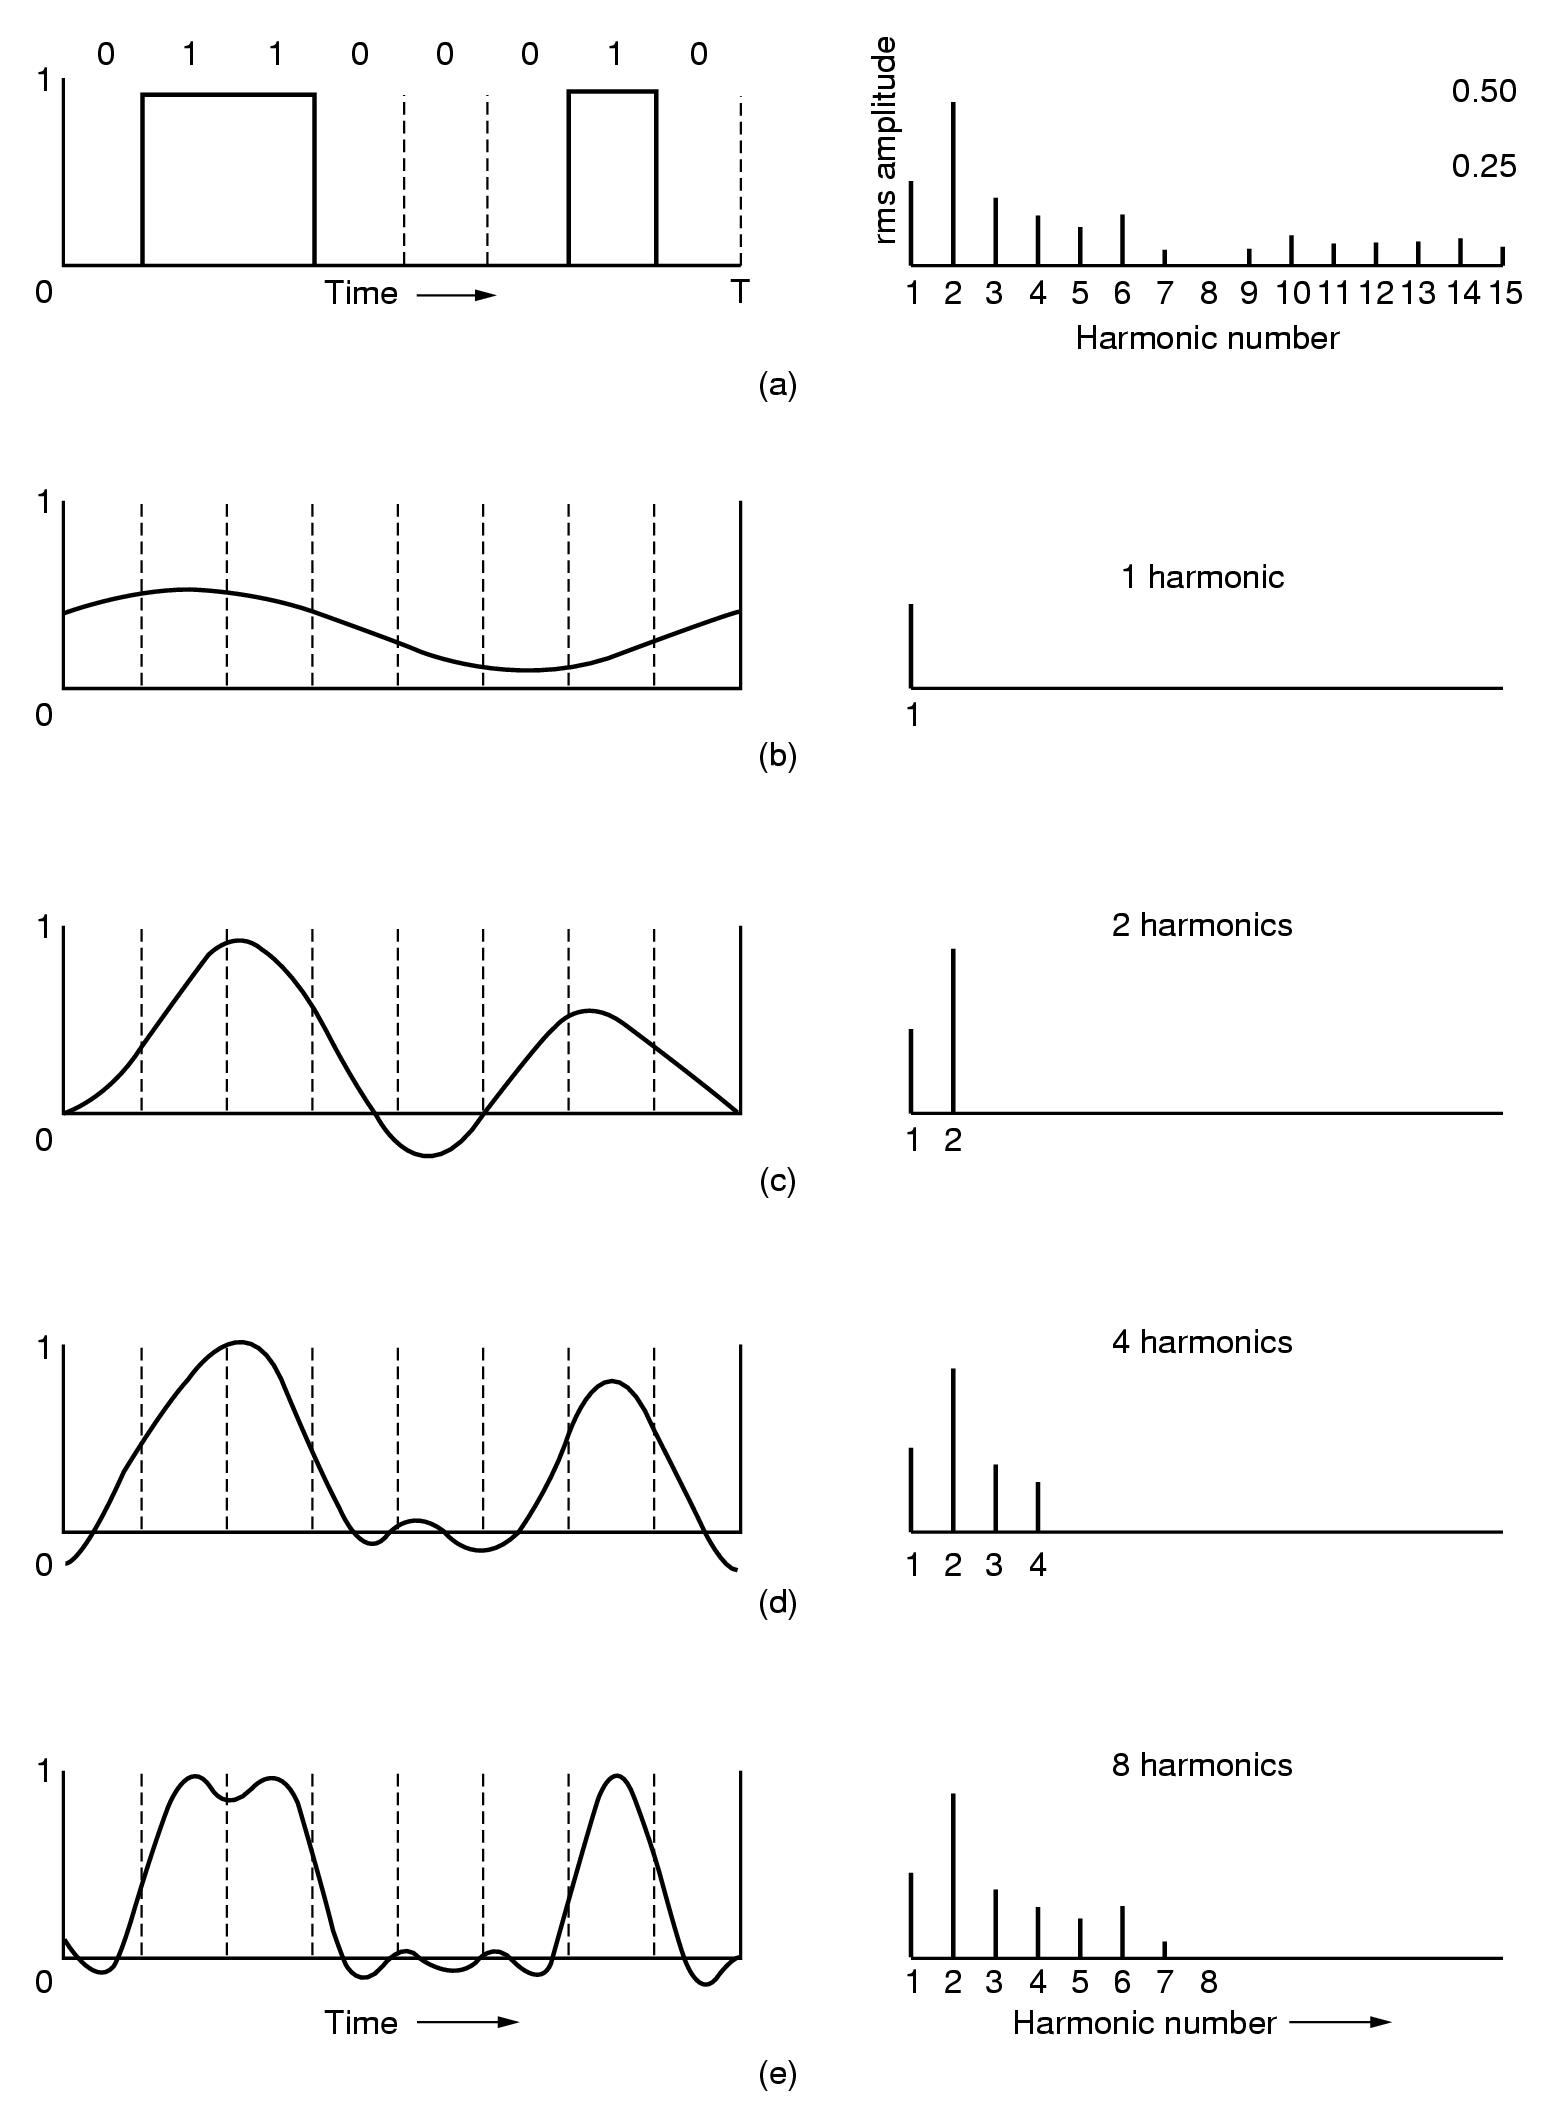 0 1 1 0 0 0 1 0
1
0
Time
T
rms amplitude
0.50
0.25
1 2 3 4 5 6 7 8 9 10 11 12 13 14 15
Harmonic number
(a)
1
0
1 harmonic
1
(b)
1
0
2 harmonics
1 2
(c)
1
0
4 harmonics
1 2 3 4
(d)
1
0
Time
8 harmonics
1 2 3 4 5 6 7 8
Harmonic number
(e)